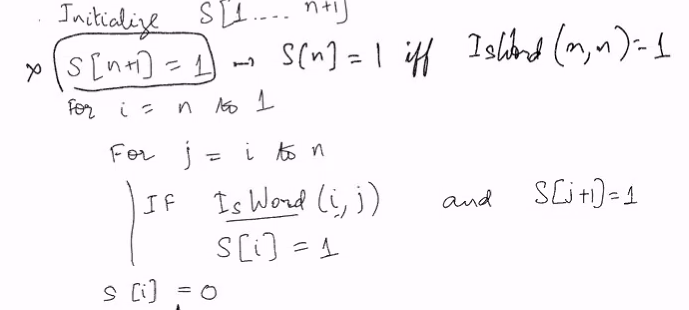 Initialize S[1.... n+1]
* S[n+1] = 1 → S(n] = 1 iff IsWord (n,n) = 1
For i = n to 1
For j = i to n
IF IsWord (i,j) and S[j+1] = 1
S[i] = 1
S[i] = 0